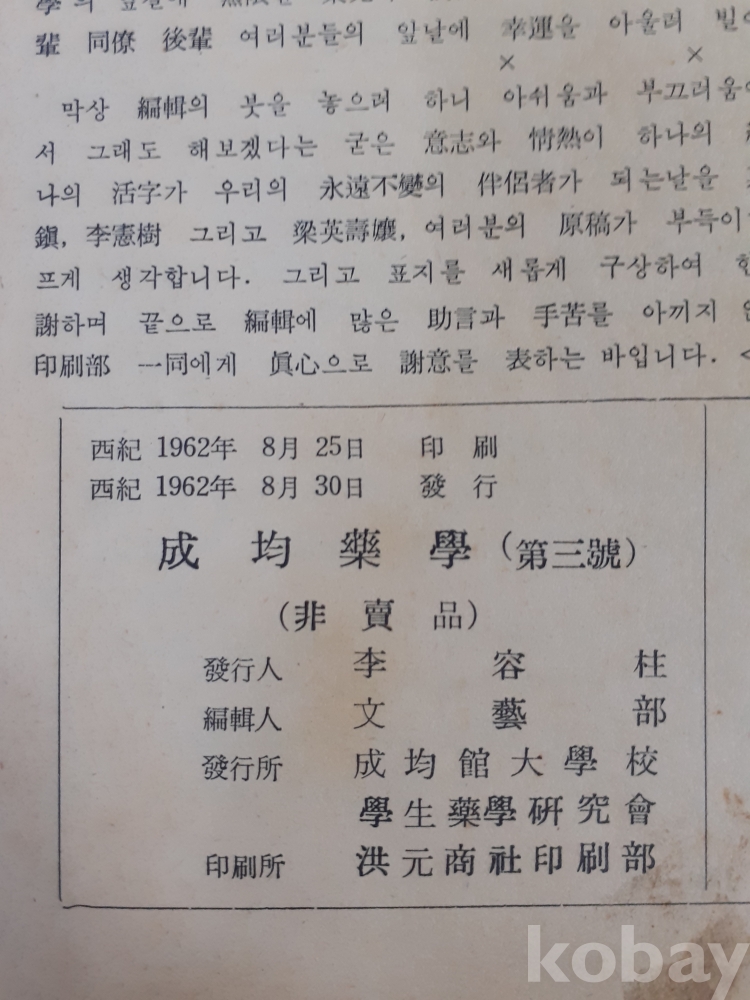 輩 同僚 後輩 여러분들의 앞날에 幸運을 아울러
× ×
막상 編輯의 붓을 놓으려 하니 아쉬움과 부끄러움
서 그래도 해보겠다는 굳은 意志와 情熱이 하나의
나의 活字가 우리의 永遠不變의 伴侶者가 되는날을
鎭, 李憲樹 그리고 梁英壽孃, 여러분의 原稿가 부득이
프게 생각합니다. 그리고 표지를 새롭게 구상하여
謝하며 끝으로 編輯에 많은 助言과 手苦를 아끼지
印刷部 一同에게 眞心으로 謝意를 表하는 바입니다. <
西紀 1962年 8月 25日 印刷
西紀 1962年 8月 30日 發行
成均藥學 (第三號)
(非賣品)
發行人 李容柱
編輯人 文藝部
發行所 成均館大學校
學生藥學硏究會
印刷所 洪元商社印刷部
kobay